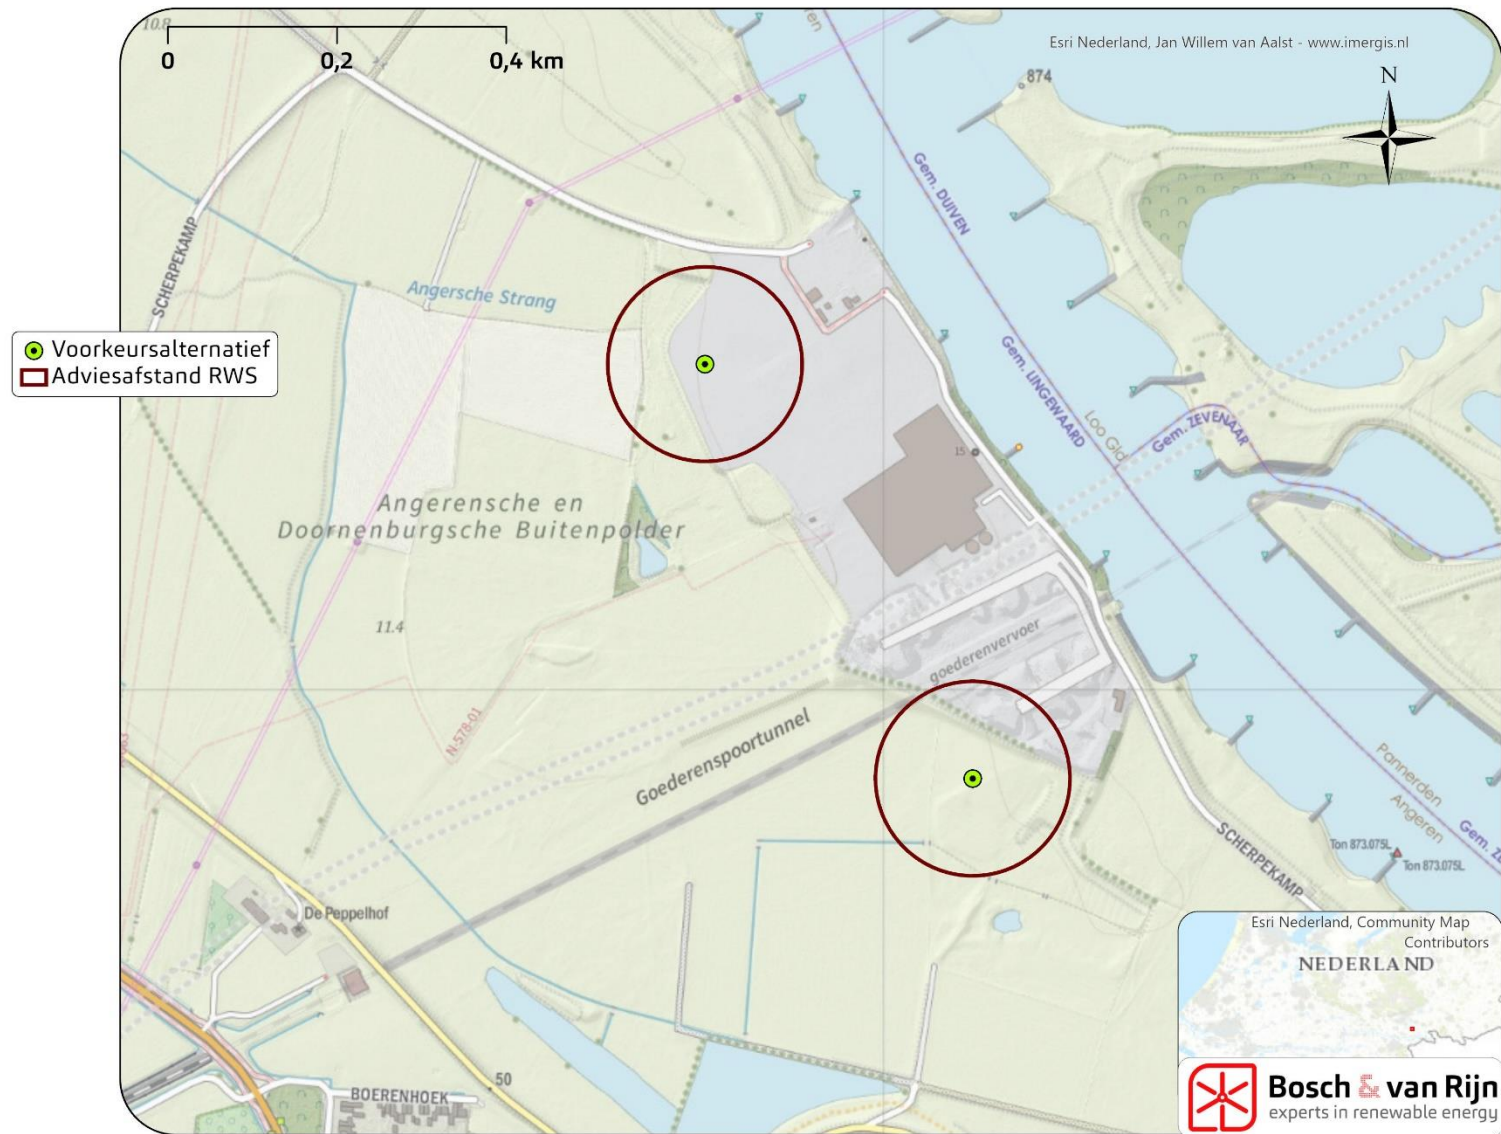 10.8
0 0,2 0,4 km
Esri Nederland, Jan Willem van Aalst - www.imergis.nl
874
N
Gem. DUIVEN
SCHERPEKAMP
Angersche Strang
Voorkeursalternatief
Adviesafstand RWS
Gem. LINGEWAARD
Loo Gld
Gem. ZEVENAAR
15
Angerensche en
Doornenburgsche Buitenpolder
11.4
goederenvervoer
N-578-01
Goederenspoortunnel
Pannerden
Angeren
SCHERPEKAMP
Ton 873.075L
Ton 873.075L
De Peppelhof
Esri Nederland, Community Map
Contributors
NEDERLAND
50
BOERENHOEK
Bosch & van Rijn
experts in renewable energy